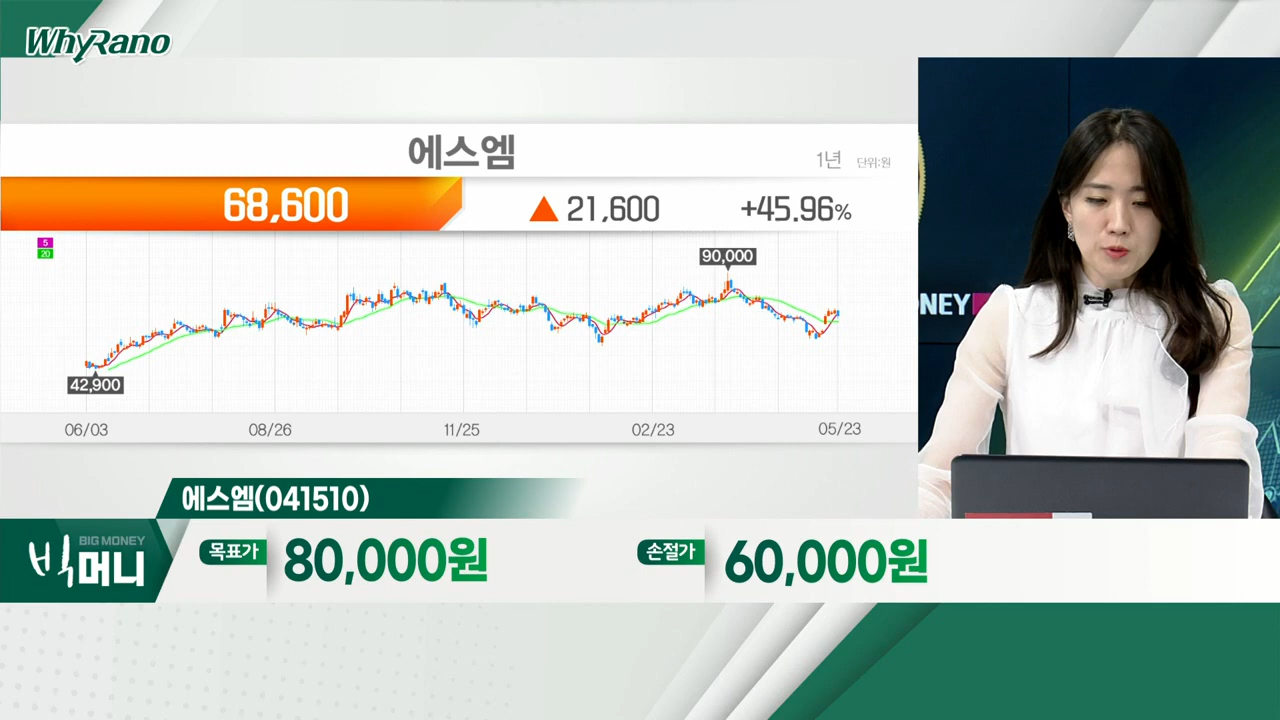 WhyRano
에스엠
1년 단위:원
68,600 ▲ 21,600 +45.96%
5
20
90,000
42,900
06/03 08/26 11/25 02/23 05/23
NEY
에스엠(041510)
BIG MONEY
빅머니
목표가 80,000원 손절가 60,000원